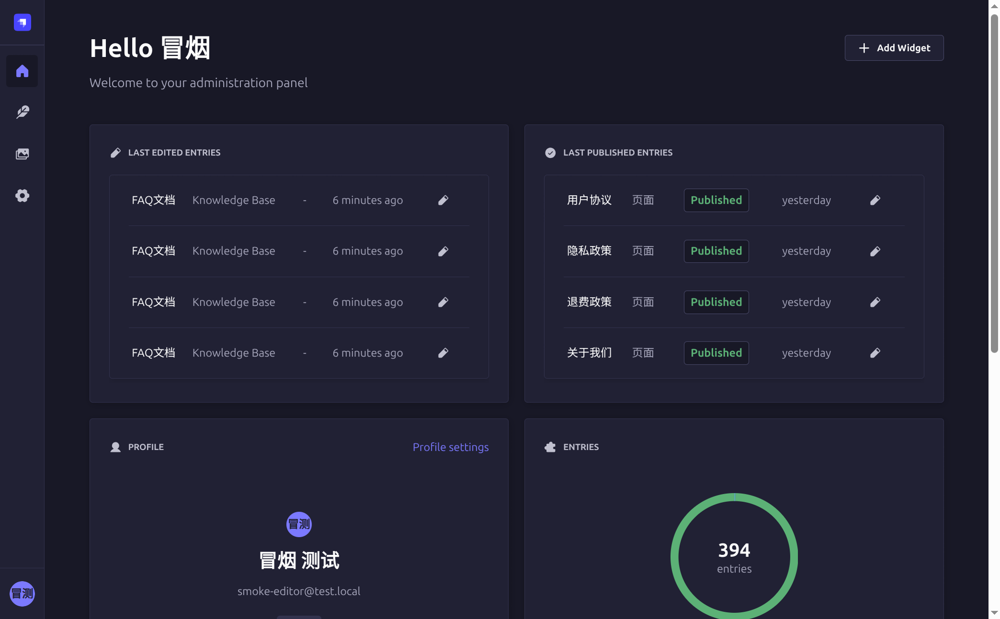 Hello 冒烟
Add Widget
Welcome to your administration panel
LAST EDITED ENTRIES
FAQ文档 Knowledge Base - 6 minutes ago
FAQ文档 Knowledge Base - 6 minutes ago
FAQ文档 Knowledge Base - 6 minutes ago
FAQ文档 Knowledge Base - 6 minutes ago
LAST PUBLISHED ENTRIES
用户协议 页面 Published yesterday
隐私政策 页面 Published yesterday
退费政策 页面 Published yesterday
关于我们 页面 Published yesterday
PROFILE
Profile settings
冒测
冒烟 测试
smoke-editor@test.local
ENTRIES
394
entries
冒测